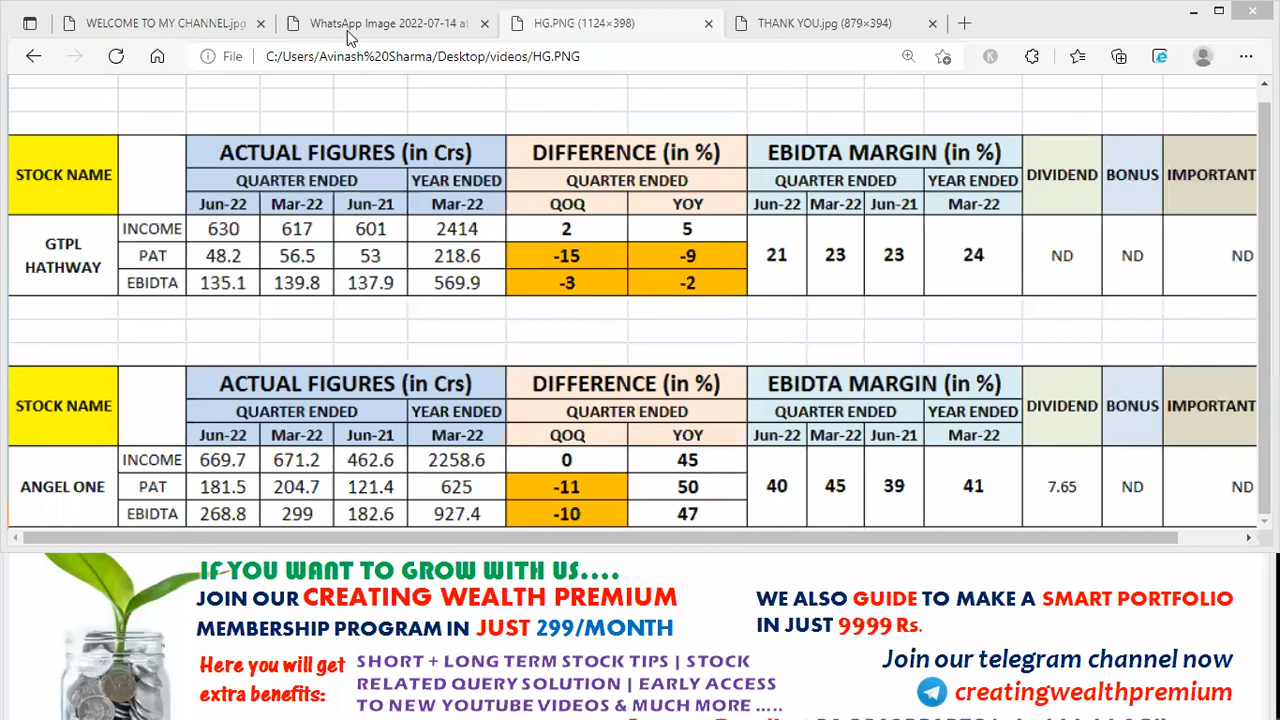 WELCOME TO MY CHANNEL.jpg
WhatsApp Image 2022-07-14 at
HG.PNG (1124×398)
THANK YOU.jpg (879×394)
File C:/Users/Avinash%20Sharma/Desktop/videos/HG.PNG
STOCK NAME ACTUAL FIGURES (in Crs) DIFFERENCE (in %) EBIDTA MARGIN (in %) DIVIDEND BONUS IMPORTANT
QUARTER ENDED YEAR ENDED QUARTER ENDED QUARTER ENDED YEAR ENDED
Jun-22 Mar-22 Jun-21 Mar-22 QOQ YOY Jun-22 Mar-22 Jun-21 Mar-22
GTPL HATHWAY INCOME 630 617 601 2414 2 5
PAT 48.2 56.5 53 218.6 -15 -9 21 23 23 24 ND ND ND
EBIDTA 135.1 139.8 137.9 569.9 -3 -2
STOCK NAME ACTUAL FIGURES (in Crs) DIFFERENCE (in %) EBIDTA MARGIN (in %) DIVIDEND BONUS IMPORTANT
QUARTER ENDED YEAR ENDED QUARTER ENDED QUARTER ENDED YEAR ENDED
Jun-22 Mar-22 Jun-21 Mar-22 QOQ YOY Jun-22 Mar-22 Jun-21 Mar-22
INCOME 669.7 671.2 462.6 2258.6 0 45
ANGEL ONE PAT 181.5 204.7 121.4 625 -11 50 40 45 39 41 7.65 ND ND
EBIDTA 268.8 299 182.6 927.4 -10 47
IF YOU WANT TO GROW WITH US....
JOIN OUR CREATING WEALTH PREMIUM
MEMBERSHIP PROGRAM IN JUST 299/MONTH
WE ALSO GUIDE TO MAKE A SMART PORTFOLIO
IN JUST 9999 Rs.
Here you will get
extra benefits:
SHORT + LONG TERM STOCK TIPS | STOCK
RELATED QUERY SOLUTION | EARLY ACCESS
TO NEW YOUTUBE VIDEOS & MUCH MORE .....
Join our telegram channel now
creatingwealthpremium